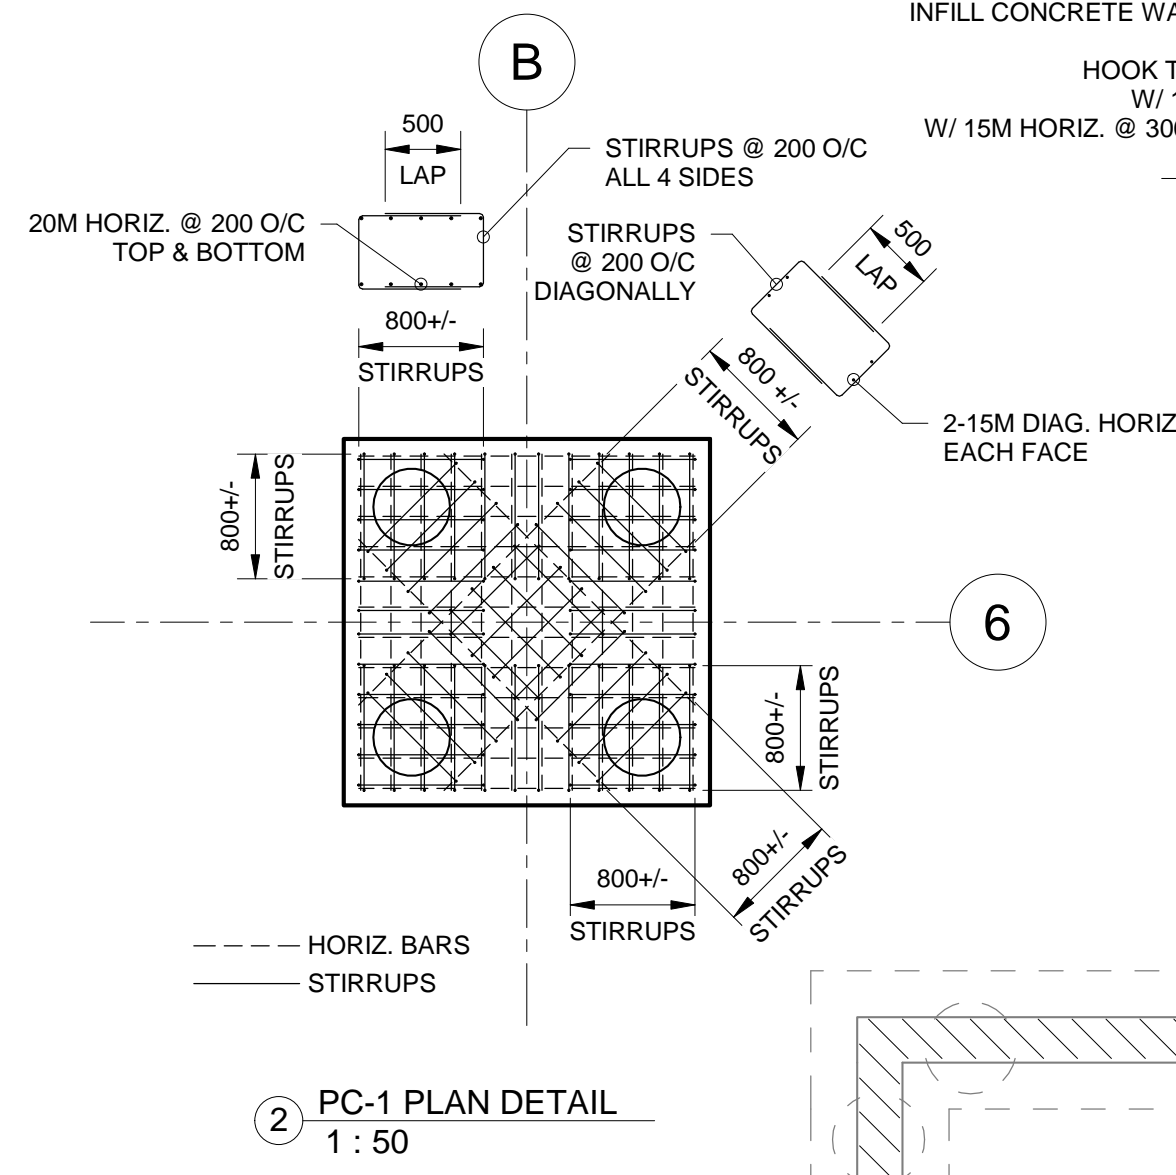 INFILL CONCRETE WA
B
HOOK T
W/ 1
W/ 15M HORIZ. @ 300
500
LAP
STIRRUPS @ 200 O/C
ALL 4 SIDES
20M HORIZ. @ 200 O/C
TOP & BOTTOM
STIRRUPS
@ 200 O/C
DIAGONALLY
500
LAP
800+/-
STIRRUPS
800 +/-
STIRRUPS
2-15M DIAG. HORIZ
EACH FACE
800+/-
STIRRUPS
6
800+/-
STIRRUPS
800+/-
STIRRUPS
800+/-
STIRRUPS
HORIZ. BARS
STIRRUPS
2
PC-1 PLAN DETAIL
1 : 50